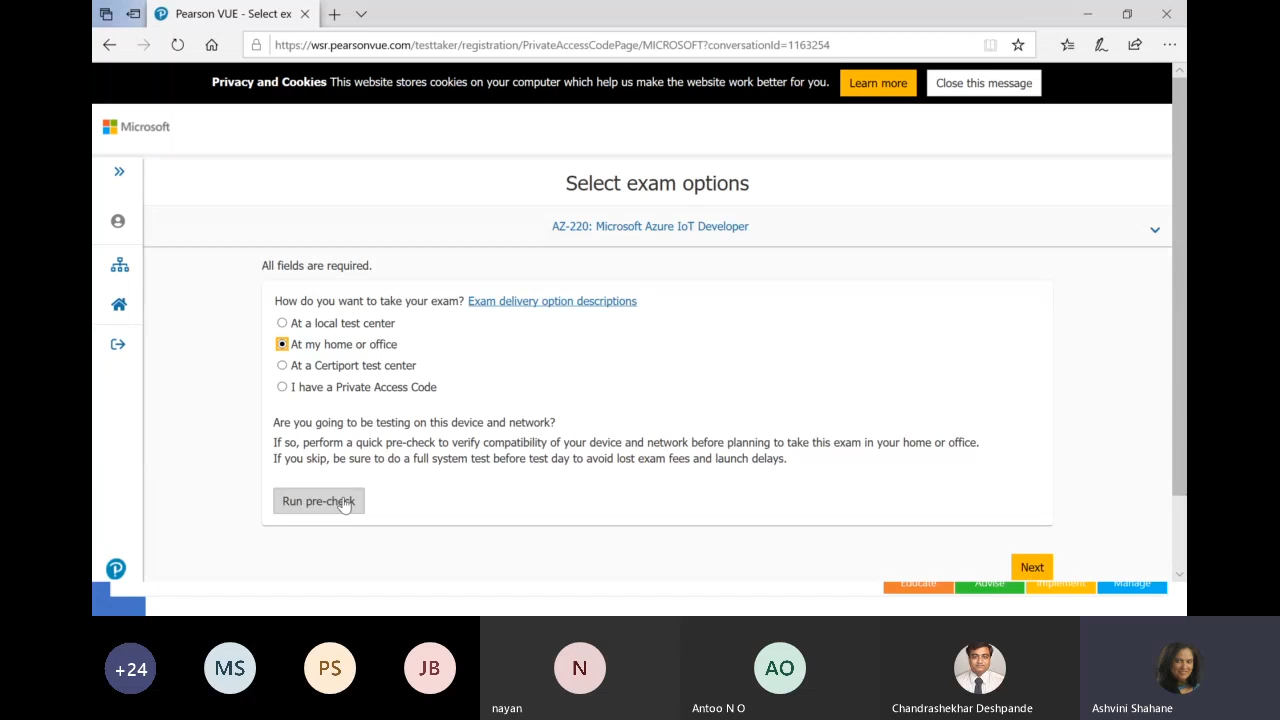 Pearson VUE - Select ex
https://wsr.pearsonvue.com/testtaker/registration/PrivateAccessCodePage/MICROSOFT?conversationId=1163254
Privacy and Cookies This website stores cookies on your computer which help us make the website work better for you.
Learn more
Close this message
Microsoft
Select exam options
AZ-220: Microsoft Azure IoT Developer
All fields are required.
How do you want to take your exam? Exam delivery option descriptions
At a local test center
At my home or office
At a Certiport test center
I have a Private Access Code
Are you going to be testing on this device and network?
If so, perform a quick pre-check to verify compatibility of your device and network before planning to take this exam in your home or office.
If you skip, be sure to do a full system test before test day to avoid lost exam fees and launch delays.
Run pre-check
Next
Educate Advise Implement Manage
+24 MS PS JB N AO
nayan Antoo N O Chandrashekhar Deshpande Ashvini Shahane